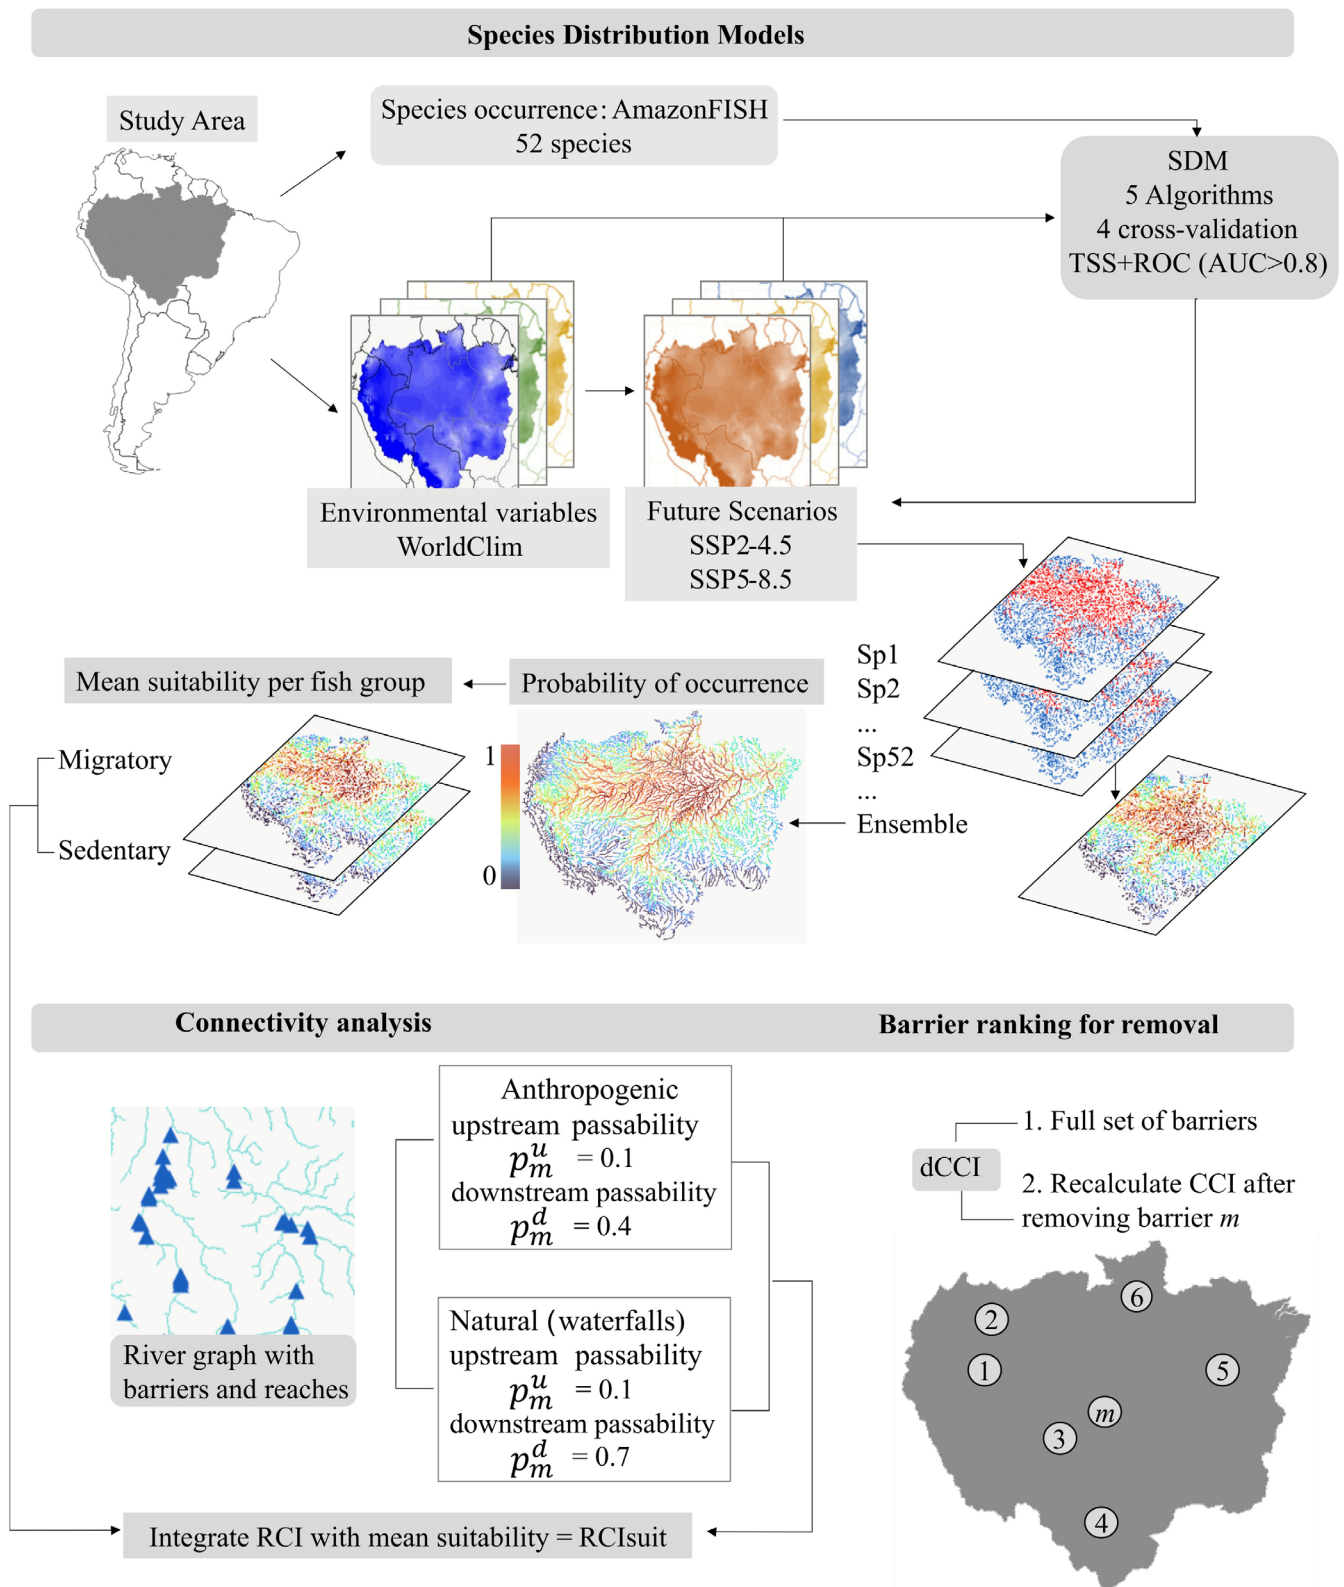 Species Distribution Models
Study Area
Species occurrence: AmazonFISH
52 species
SDM
5 Algorithms
4 cross-validation
TSS+ROC (AUC>0.8)
Environmental variables
WorldClim
Future Scenarios
SSP2-4.5
SSP5-8.5
Sp1
Sp2
...
Sp52
...
Ensemble
Probability of occurrence
1
0
Mean suitability per fish group
Migratory
Sedentary
Connectivity analysis
Barrier ranking for removal
River graph with
barriers and reaches
Anthropogenic
upstream passability
p_m^u = 0.1
downstream passability
p_m^d = 0.4
Natural (waterfalls)
upstream passability
p_m^u = 0.1
downstream passability
p_m^d = 0.7
Integrate RCI with mean suitability = RCIsuit
dCCI
1. Full set of barriers
2. Recalculate CCI after
removing barrier m
6
2
1
5
m
3
4